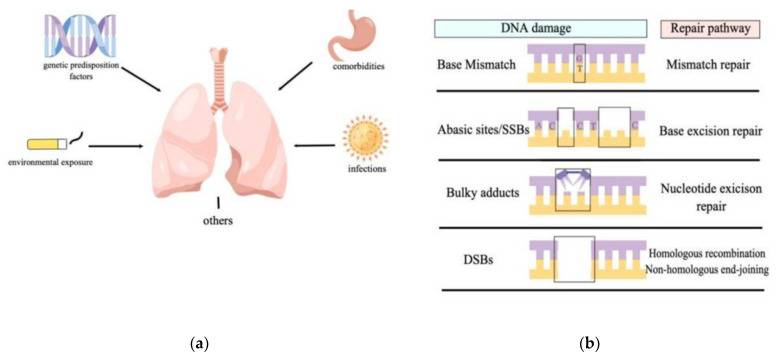 genetic predisposition
factors
comorbidities
environmental exposure
infections
others
(a)
DNA damage
Repair pathway
Base Mismatch
G
T
Mismatch repair
Abasic sites/SSBs
A C C T C
Base excision repair
Bulky adducts
Nucleotide exicison
repair
DSBs
Homologous recombination
Non-homologous end-joining
(b)